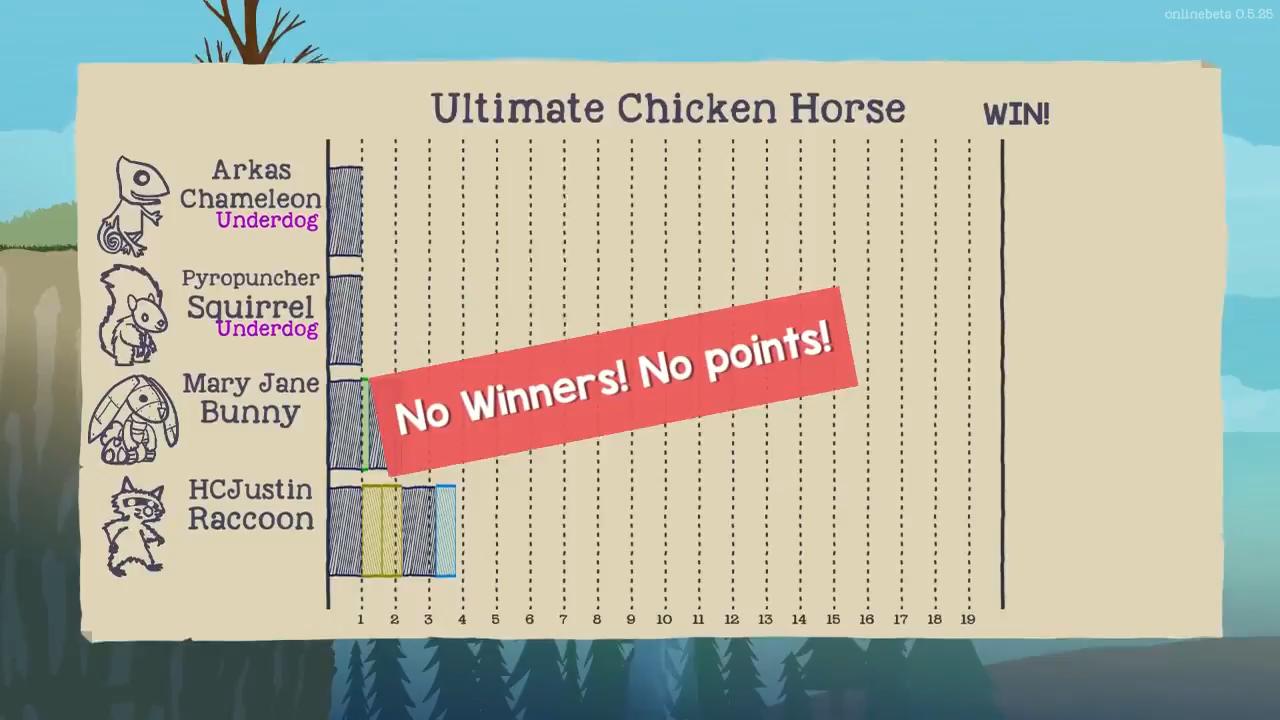 onlinebeta 0.5.25
Ultimate Chicken Horse
WIN!
Arkas
Chameleon
Underdog
Pyropuncher
Squirrel
Underdog
Mary Jane
Bunny
No Winners! No points!
HCJustin
Raccoon
1 2 3 4 5 6 7 8 9 10 11 12 13 14 15 16 17 18 19